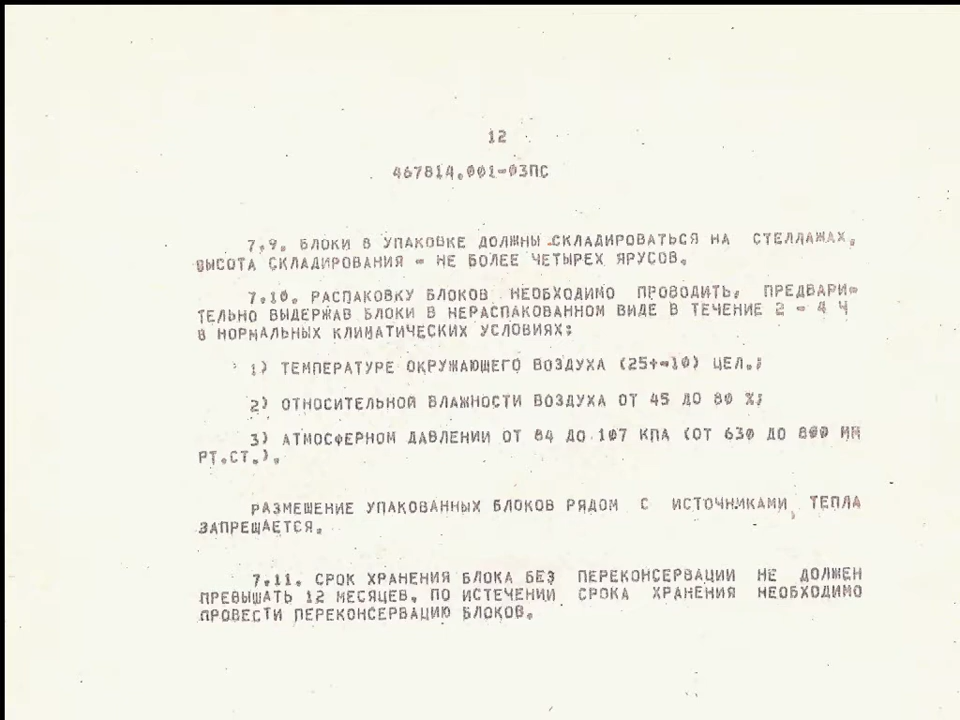 12
467814.001-03ПС
7.9. БЛОКИ В УПАКОВКЕ ДОЛЖНЫ СКЛАДИРОВАТЬСЯ НА СТЕЛЛАЖАХ.
ВЫСОТА СКЛАДИРОВАНИЯ - НЕ БОЛЕЕ ЧЕТЫРЕХ ЯРУСОВ.
7.10. РАСПАКОВКУ БЛОКОВ НЕОБХОДИМО ПРОВОДИТЬ, ПРЕДВАРИ-
ТЕЛЬНО ВЫДЕРЖАВ БЛОКИ В НЕРАСПАКОВАННОМ ВИДЕ В ТЕЧЕНИЕ 2 - 4 Ч
В НОРМАЛЬНЫХ КЛИМАТИЧЕСКИХ УСЛОВИЯХ:
1) ТЕМПЕРАТУРЕ ОКРУЖАЮЩЕГО ВОЗДУХА (25+-10) ЦЕЛ.;
2) ОТНОСИТЕЛЬНОЙ ВЛАЖНОСТИ ВОЗДУХА ОТ 45 ДО 80 %;
3) АТМОСФЕРНОМ ДАВЛЕНИИ ОТ 84 ДО 107 КПА (ОТ 630 ДО 800 ММ
РТ.СТ.).
РАЗМЕШЕНИЕ УПАКОВАННЫХ БЛОКОВ РЯДОМ С ИСТОЧНИКАМИ ТЕПЛА
ЗАПРЕЩАЕТСЯ.
7.11. СРОК ХРАНЕНИЯ БЛОКА БЕЗ ПЕРЕКОНСЕРВАЦИИ НЕ ДОЛЖЕН
ПРЕВЫШАТЬ 12 МЕСЯЦЕВ. ПО ИСТЕЧЕНИИ СРОКА ХРАНЕНИЯ НЕОБХОДИМО
ПРОВЕСТИ ПЕРЕКОНСЕРВАЦИЮ БЛОКОВ.